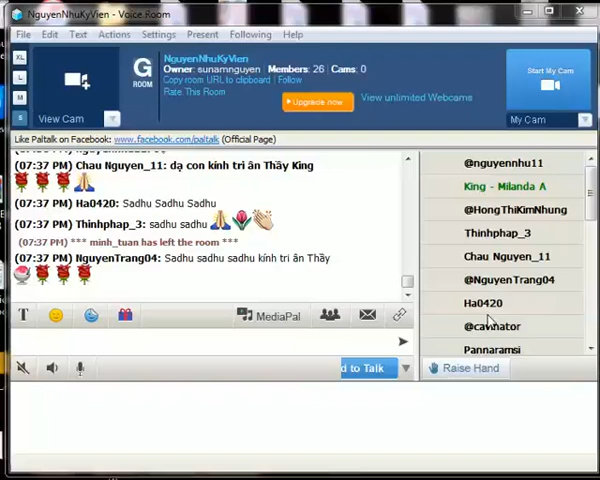 NguyenNhuKyVien - Voice Room
File Edit Text Actions Settings Present Following Help
XL
L
M
S
View Cam
G
ROOM
NguyenNhuKyVien
Owner: sunamnguyen | Members: 26 | Cams: 0
Copy room URL to clipboard | Follow
Rate This Room
Upgrade now
View unlimited Webcams
Start My Cam
My Cam
Like Paltalk on Facebook: www.facebook.com/paltalk (Official Page)
(07:37 PM) Chau Nguyen_11: dạ con kính tri ân Thầy King
(07:37 PM) Ha0420: Sadhu Sadhu Sadhu
(07:37 PM) Thinhphap_3: sadhu sadhu
(07:37 PM) *** minh_tuan has left the room ***
(07:37 PM) NguyenTrang04: Sadhu sadhu sadhu kính tri ân Thầy
@nguyennhu11
King - Milanda A
@HongThiKimNhung
Thinhphap_3
Chau Nguyen_11
@NguyenTrang04
Ha0420
Pannaramsi
T
MediaPal
d to Talk
Raise Hand